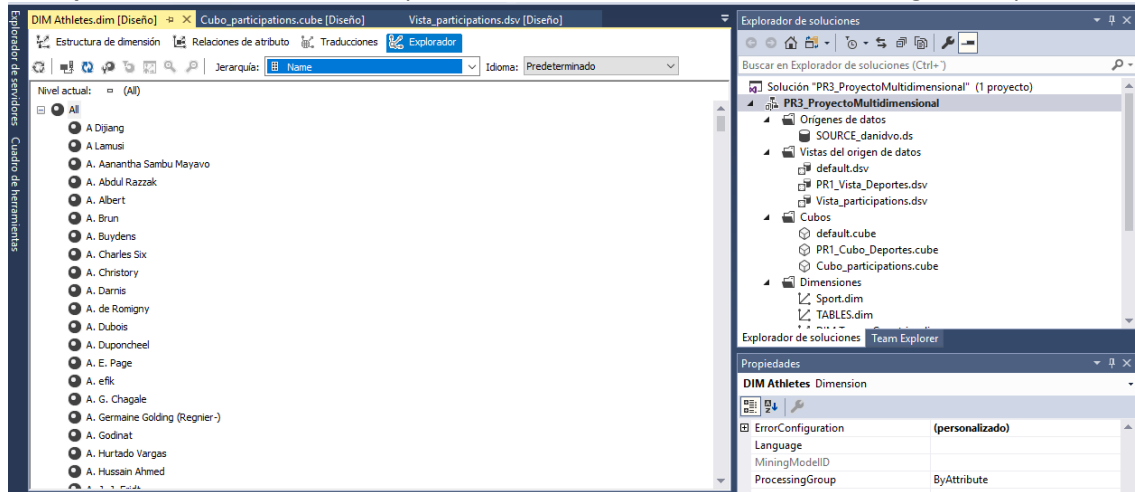 Explorador de servidores
Cuadro de herramientas
DIM Athletes.dim [Diseño]
Cubo_participations.cube [Diseño]
Vista_participations.dsv [Diseño]
Estructura de dimensión
Relaciones de atributo
Traducciones
Explorador
Jerarquía: Name
Idoma: Predeterminado
Nivel actual: (All)
All
A Dijiang
A Lamusi
A. Aanantha Sambu Mayavo
A. Abdul Razzak
A. Albert
A. Brun
A. Buydens
A. Charles Six
A. Christory
A. Darnis
A. de Romigny
A. Dubois
A. Duponcheel
A. E. Page
A. efik
A. G. Chagale
A. Germaine Golding (Regnier-)
A. Godinat
A. Hurtado Vargas
A. Hussain Ahmed
Explorador de soluciones
Buscar en Explorador de soluciones (Ctrl+¨)
Solución "PR3_ProyectoMultidimensional" (1 proyecto)
PR3_ProyectoMultidimensional
Orígenes de datos
SOURCE_danidvo.ds
Vistas del origen de datos
default.dsv
PR1_Vista_Deportes.dsv
Vista_participations.dsv
Cubos
default.cube
PR1_Cubo_Deportes.cube
Cubo_participations.cube
Dimensiones
Sport.dim
TABLES.dim
Explorador de soluciones
Team Explorer
Propiedades
DIM Athletes Dimension
ErrorConfiguration (personalizado)
Language
MiningModelID
ProcessingGroup ByAttribute